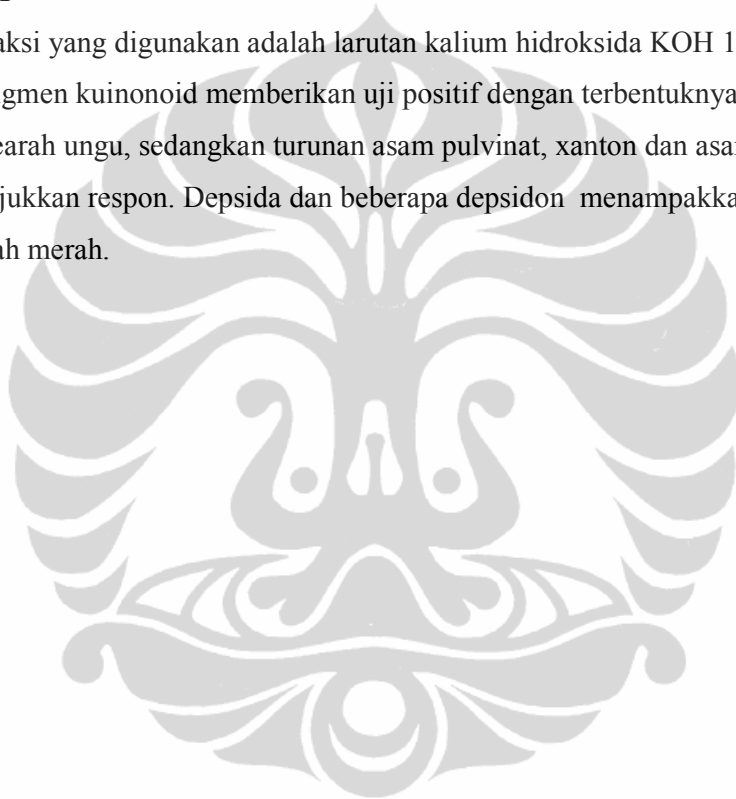 aksi yang digunakan adalah larutan kalium hidroksida KOH 1
gmen kuinonoid memberikan uji positif dengan terbentuknya
earah ungu, sedangkan turunan asam pulvinat, xanton dan asa
jukkan respon. Depsida dan beberapa depsidon menampakka
ah merah.